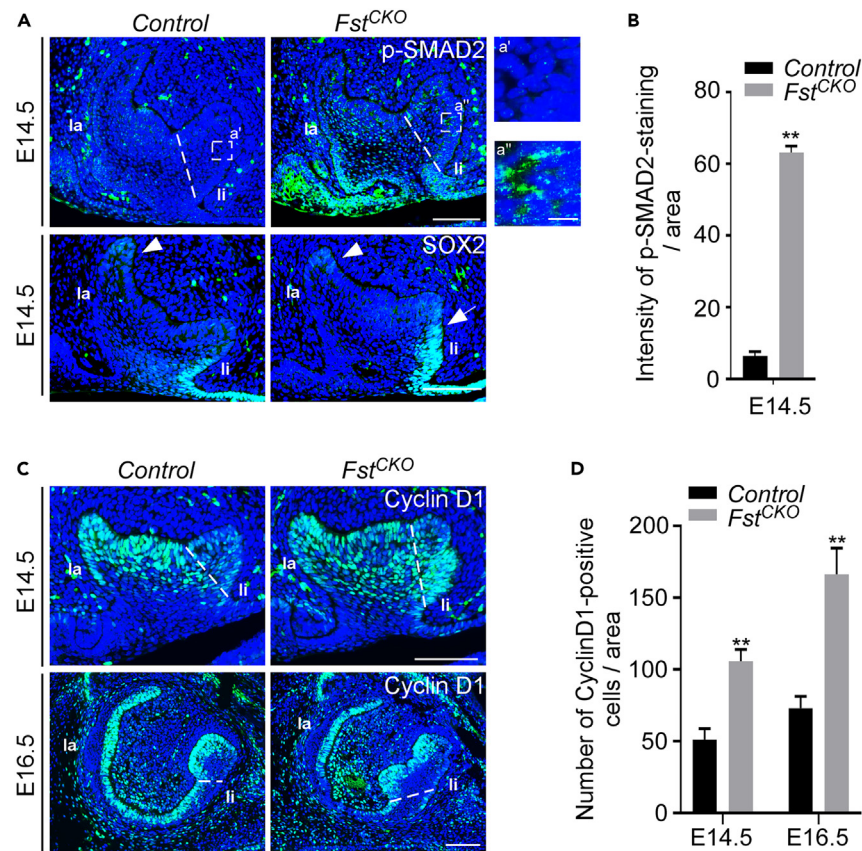 A
Control
Fst^CKO
E14.5
p-SMAD2
la
a'
li
la
a''
li
a'
a''
E14.5
SOX2
la
li
la
li
B
Control
Fst^CKO
Intensity of p-SMAD2-staining
/ area
80
60
40
20
0
**
E14.5
C
Control
Fst^CKO
E14.5
Cyclin D1
la
li
la
li
E16.5
Cyclin D1
la
li
la
li
D
Control
Fst^CKO
Number of CyclinD1-positive
cells / area
200
150
100
50
0
**
**
E14.5
E16.5